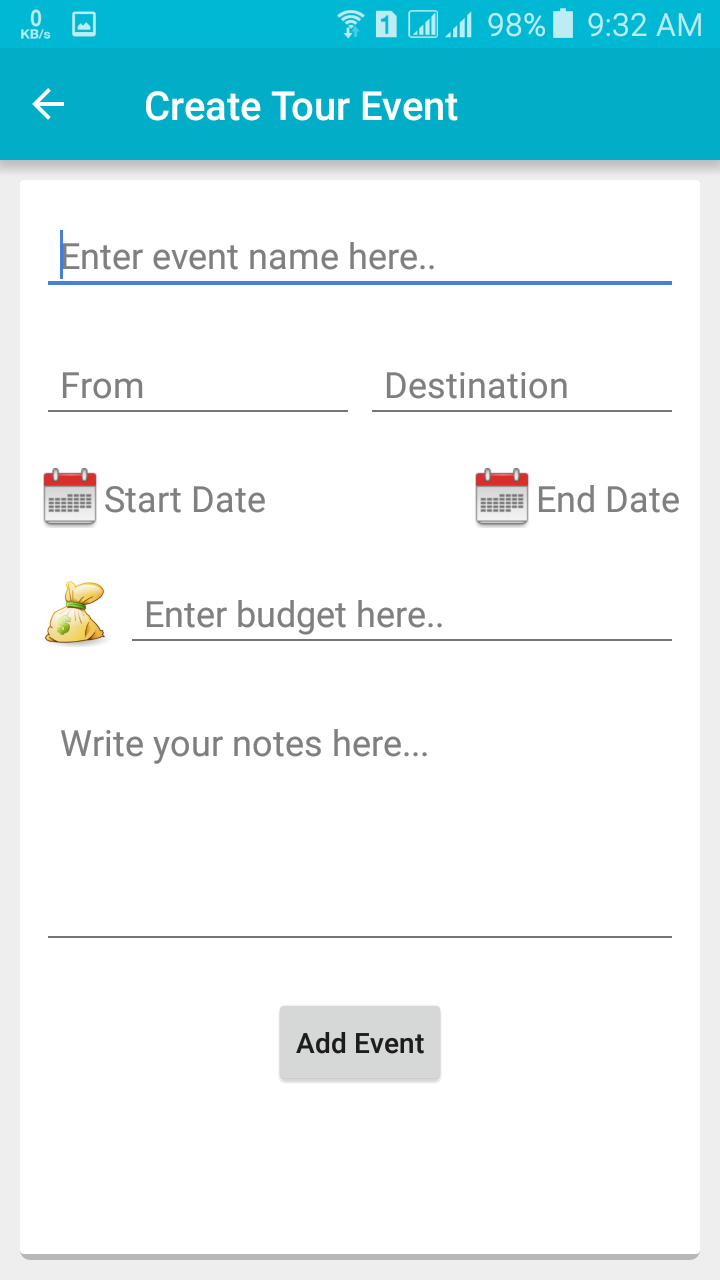 0
KB/s
1
98%
9:32 AM
Create Tour Event
Enter event name here..
From
Destination
Start Date
End Date
Enter budget here..
Write your notes here...
Add Event